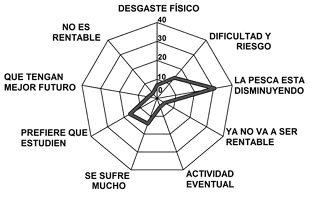 DESGASTE FÍSICO
40
NO ES
RENTABLE
30
DIFICULTAD Y
RIESGO
20
QUE TENGAN
MEJOR FUTURO
10
LA PESCA ESTA
DISMINUYENDO
0
PREFIERE QUE
ESTUDIEN
YA NO VA A SER
RENTABLE
SE SUFRE
MUCHO
ACTIVIDAD
EVENTUAL